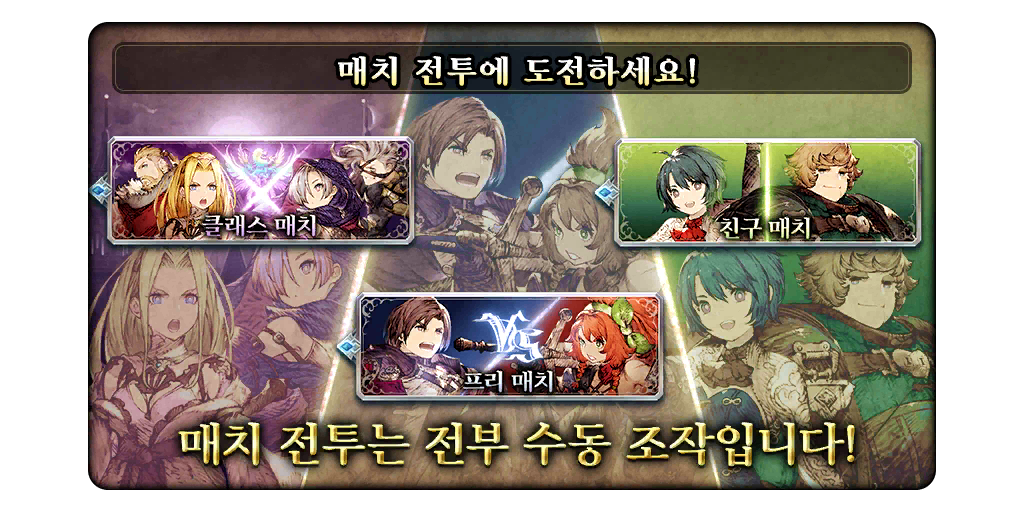 매치 전투에 도전하세요!
클래스 매치
친구 매치
VS
프리 매치
매치 전투는 전부 수동 조작입니다!